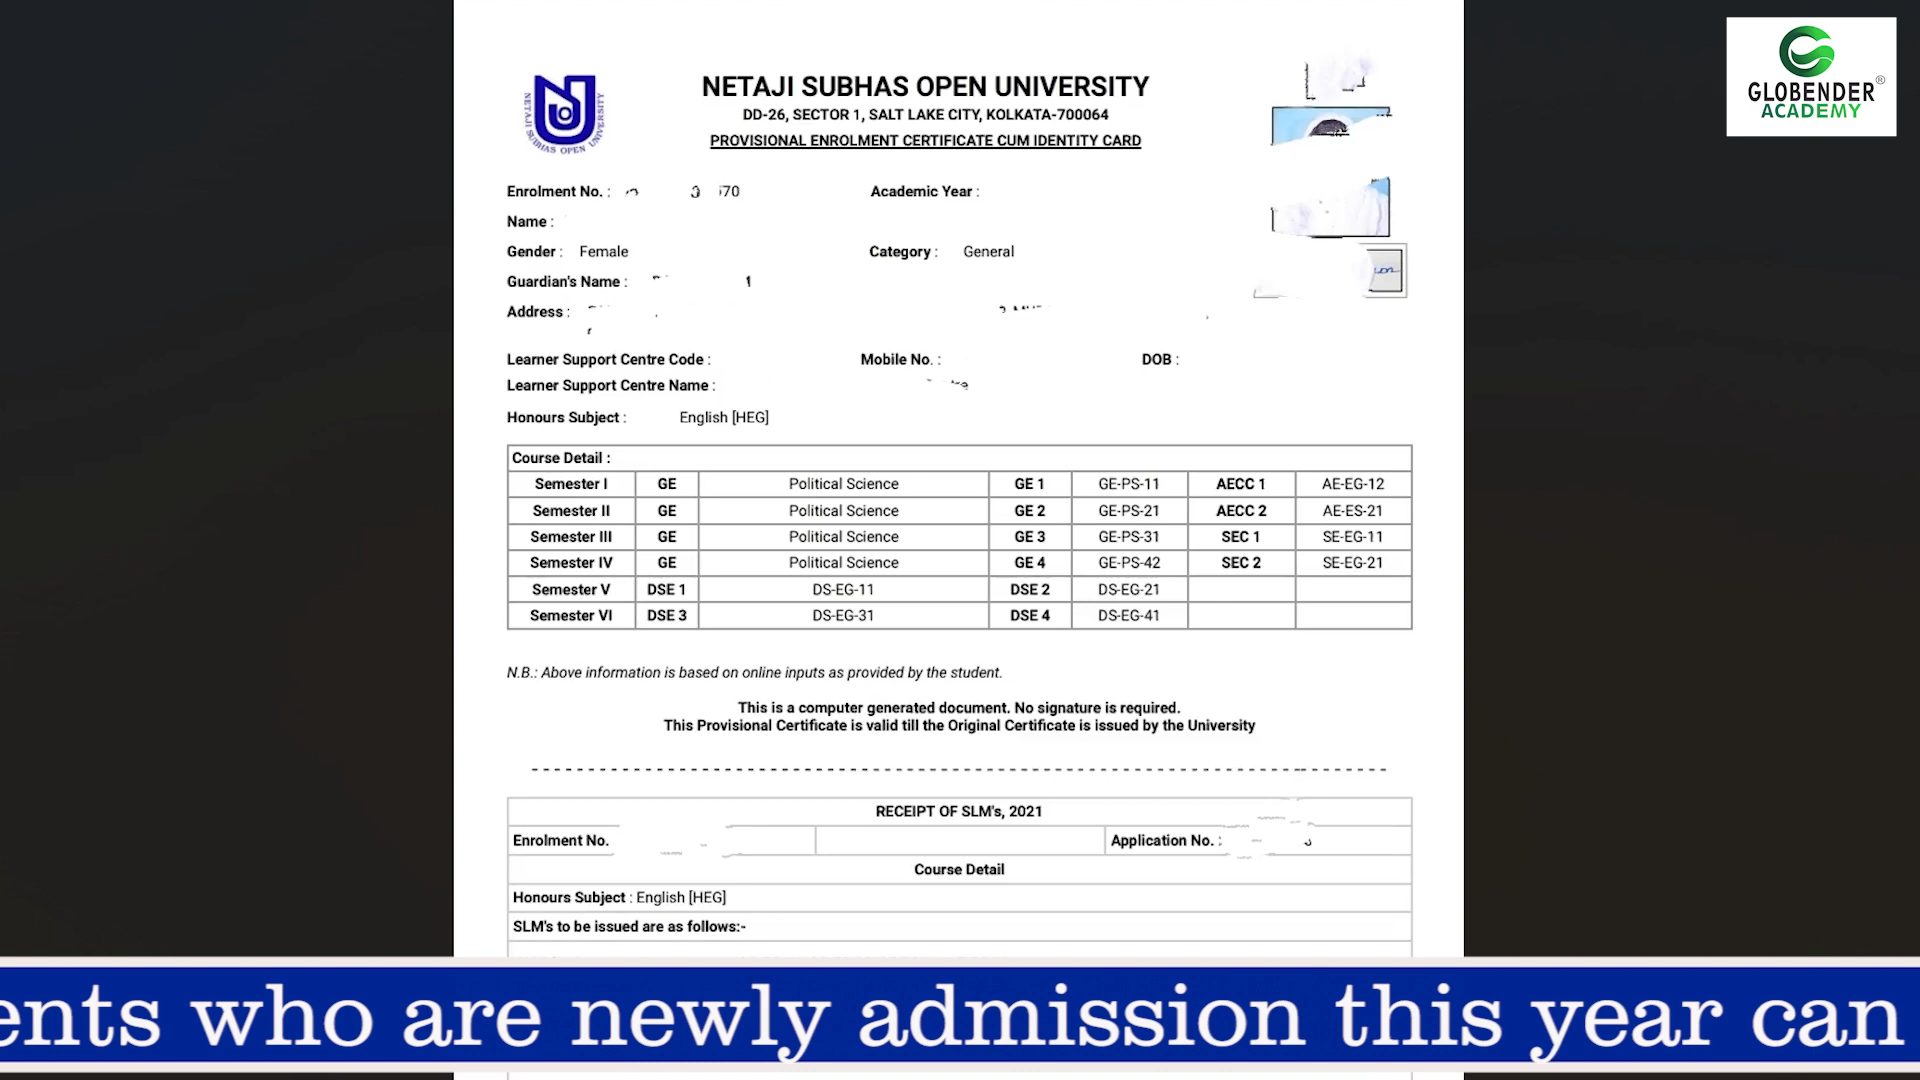 NETAJI SUBHAS OPEN UNIVERSITY
DD-26, SECTOR 1, SALT LAKE CITY, KOLKATA-700064
PROVISIONAL ENROLMENT CERTIFICATE CUM IDENTITY CARD
NETAJI SUBHAS OPEN UNIVERSITY
GLOBENDER®
ACADEMY
Enrolment No. : 70 Academic Year :
Name :
Gender : Female Category : General
Guardian's Name :
Address :
Learner Support Centre Code : Mobile No. : DOB :
Learner Support Centre Name :
Honours Subject : English [HEG]
Course Detail :
Semester I GE Political Science GE 1 GE-PS-11 AECC 1 AE-EG-12
Semester II GE Political Science GE 2 GE-PS-21 AECC 2 AE-ES-21
Semester III GE Political Science GE 3 GE-PS-31 SEC 1 SE-EG-11
Semester IV GE Political Science GE 4 GE-PS-42 SEC 2 SE-EG-21
Semester V DSE 1 DS-EG-11 DSE 2 DS-EG-21
Semester VI DSE 3 DS-EG-31 DSE 4 DS-EG-41
N.B.: Above information is based on online inputs as provided by the student.
This is a computer generated document. No signature is required.
This Provisional Certificate is valid till the Original Certificate is issued by the University
RECEIPT OF SLM's, 2021
Enrolment No. Application No. :
Course Detail
Honours Subject : English [HEG]
SLM's to be issued are as follows:-
ents who are newly admission this year can